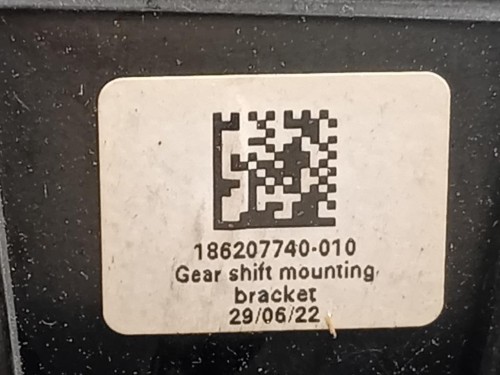 186207740-010
Gear shift mounting
bracket
29/06/22